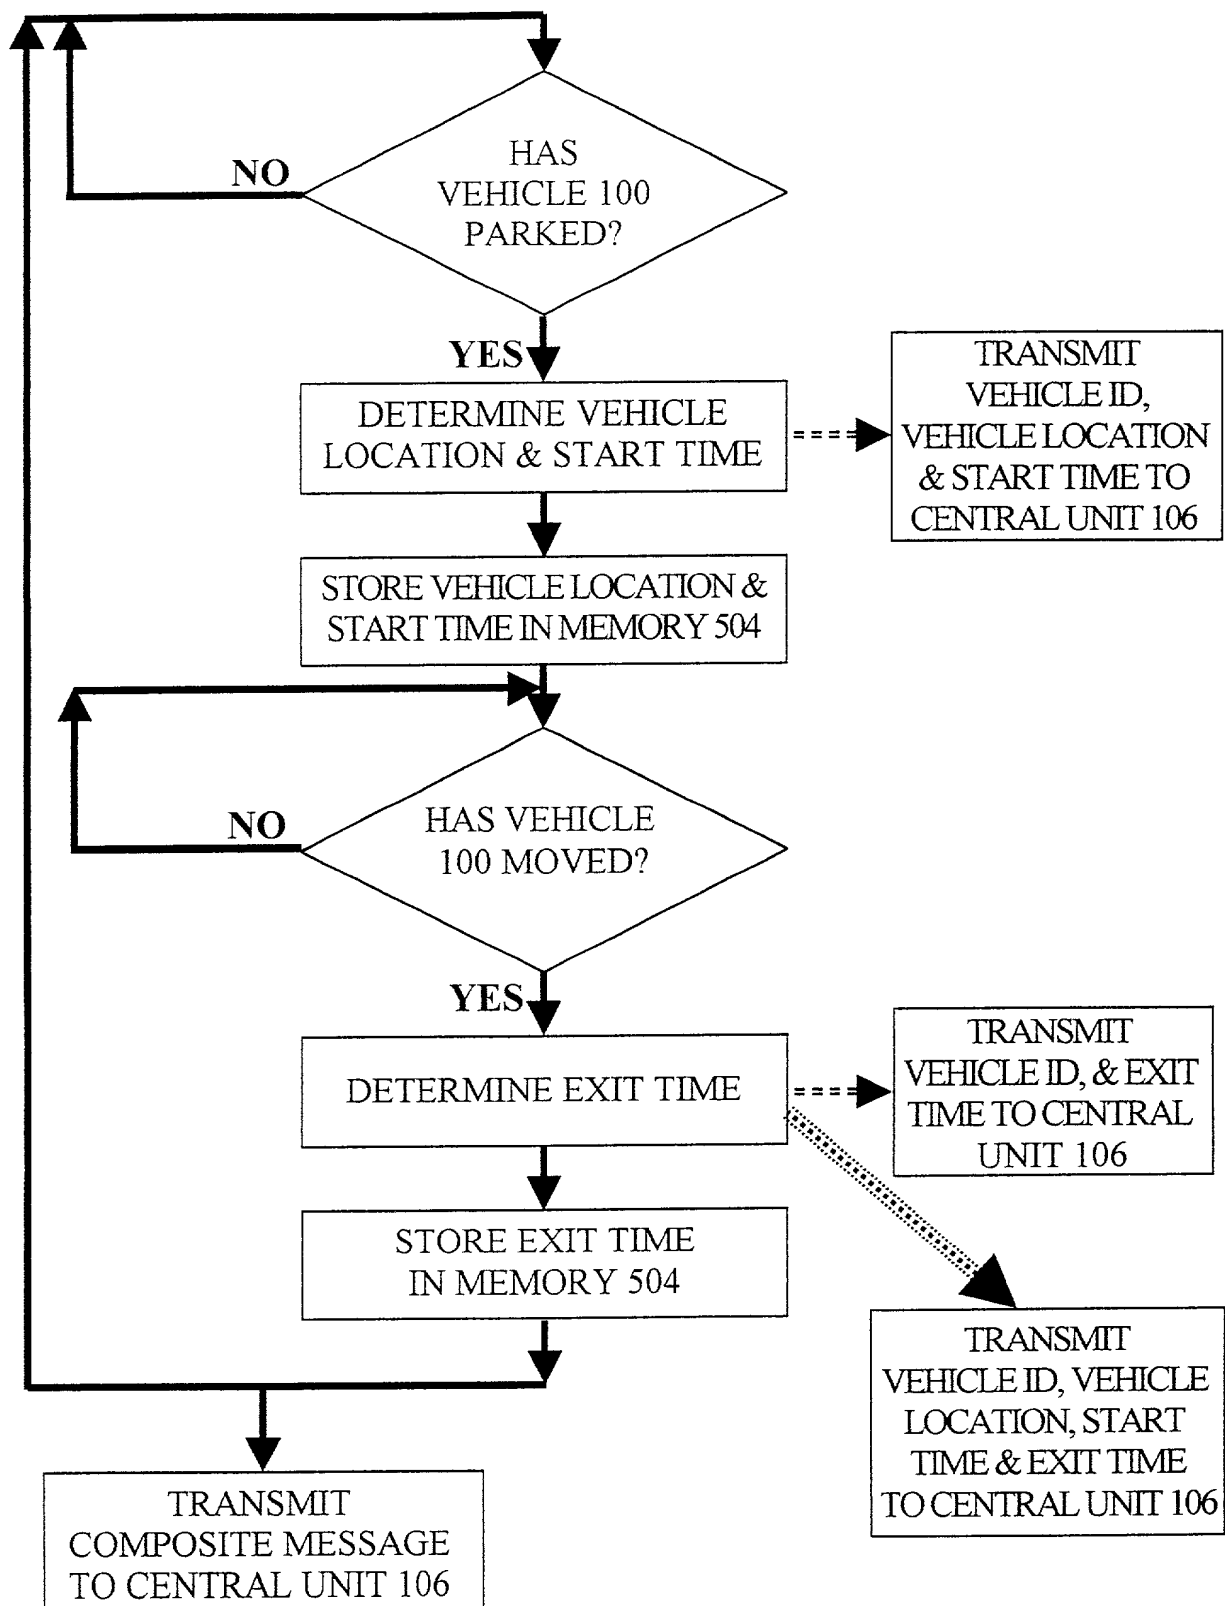 HAS
VEHICLE 100
PARKED?
NO
YES
DETERMINE VEHICLE
LOCATION & START TIME
TRANSMIT
VEHICLE ID,
VEHICLE LOCATION
& START TIME TO
CENTRAL UNIT 106
STORE VEHICLE LOCATION &
START TIME IN MEMORY 504
HAS VEHICLE
100 MOVED?
NO
YES
DETERMINE EXIT TIME
TRANSMIT
VEHICLE ID, & EXIT
TIME TO CENTRAL
UNIT 106
STORE EXIT TIME
IN MEMORY 504
TRANSMIT
VEHICLE ID, VEHICLE
LOCATION, START
TIME & EXIT TIME
TO CENTRAL UNIT 106
TRANSMIT
COMPOSITE MESSAGE
TO CENTRAL UNIT 106